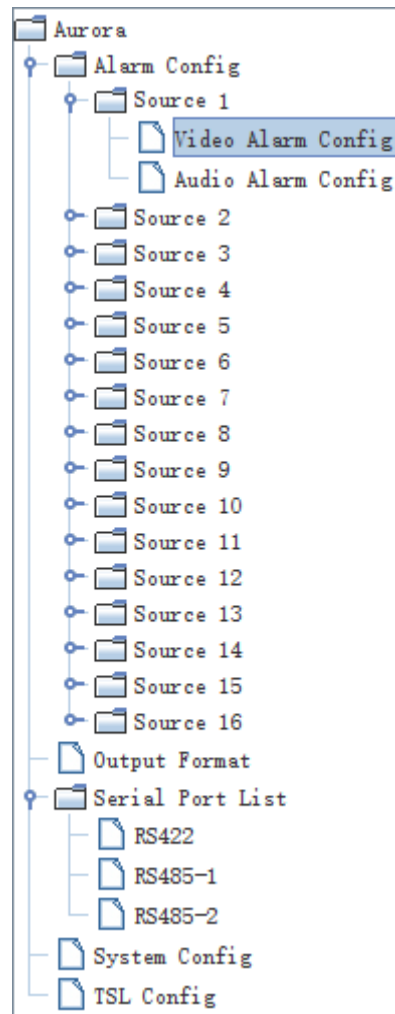 Aurora
Alarm Config
Source 1
Video Alarm Config
Audio Alarm Config
Source 2
Source 3
Source 4
Source 5
Source 6
Source 7
Source 8
Source 9
Source 10
Source 11
Source 12
Source 13
Source 14
Source 15
Source 16
Output Format
Serial Port List
RS422
RS485-1
RS485-2
System Config
TSL Config